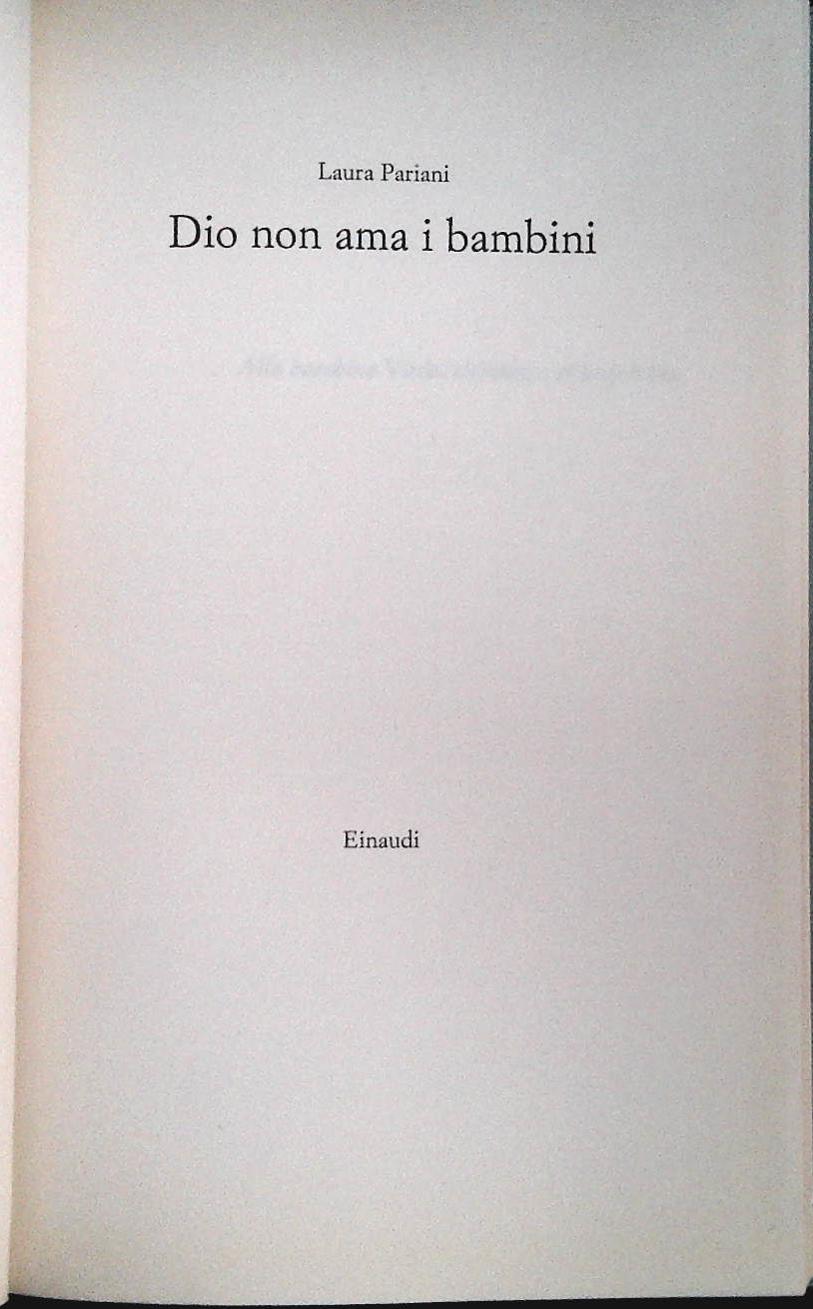 Laura Pariani
Dio non ama i bambini
Einaudi